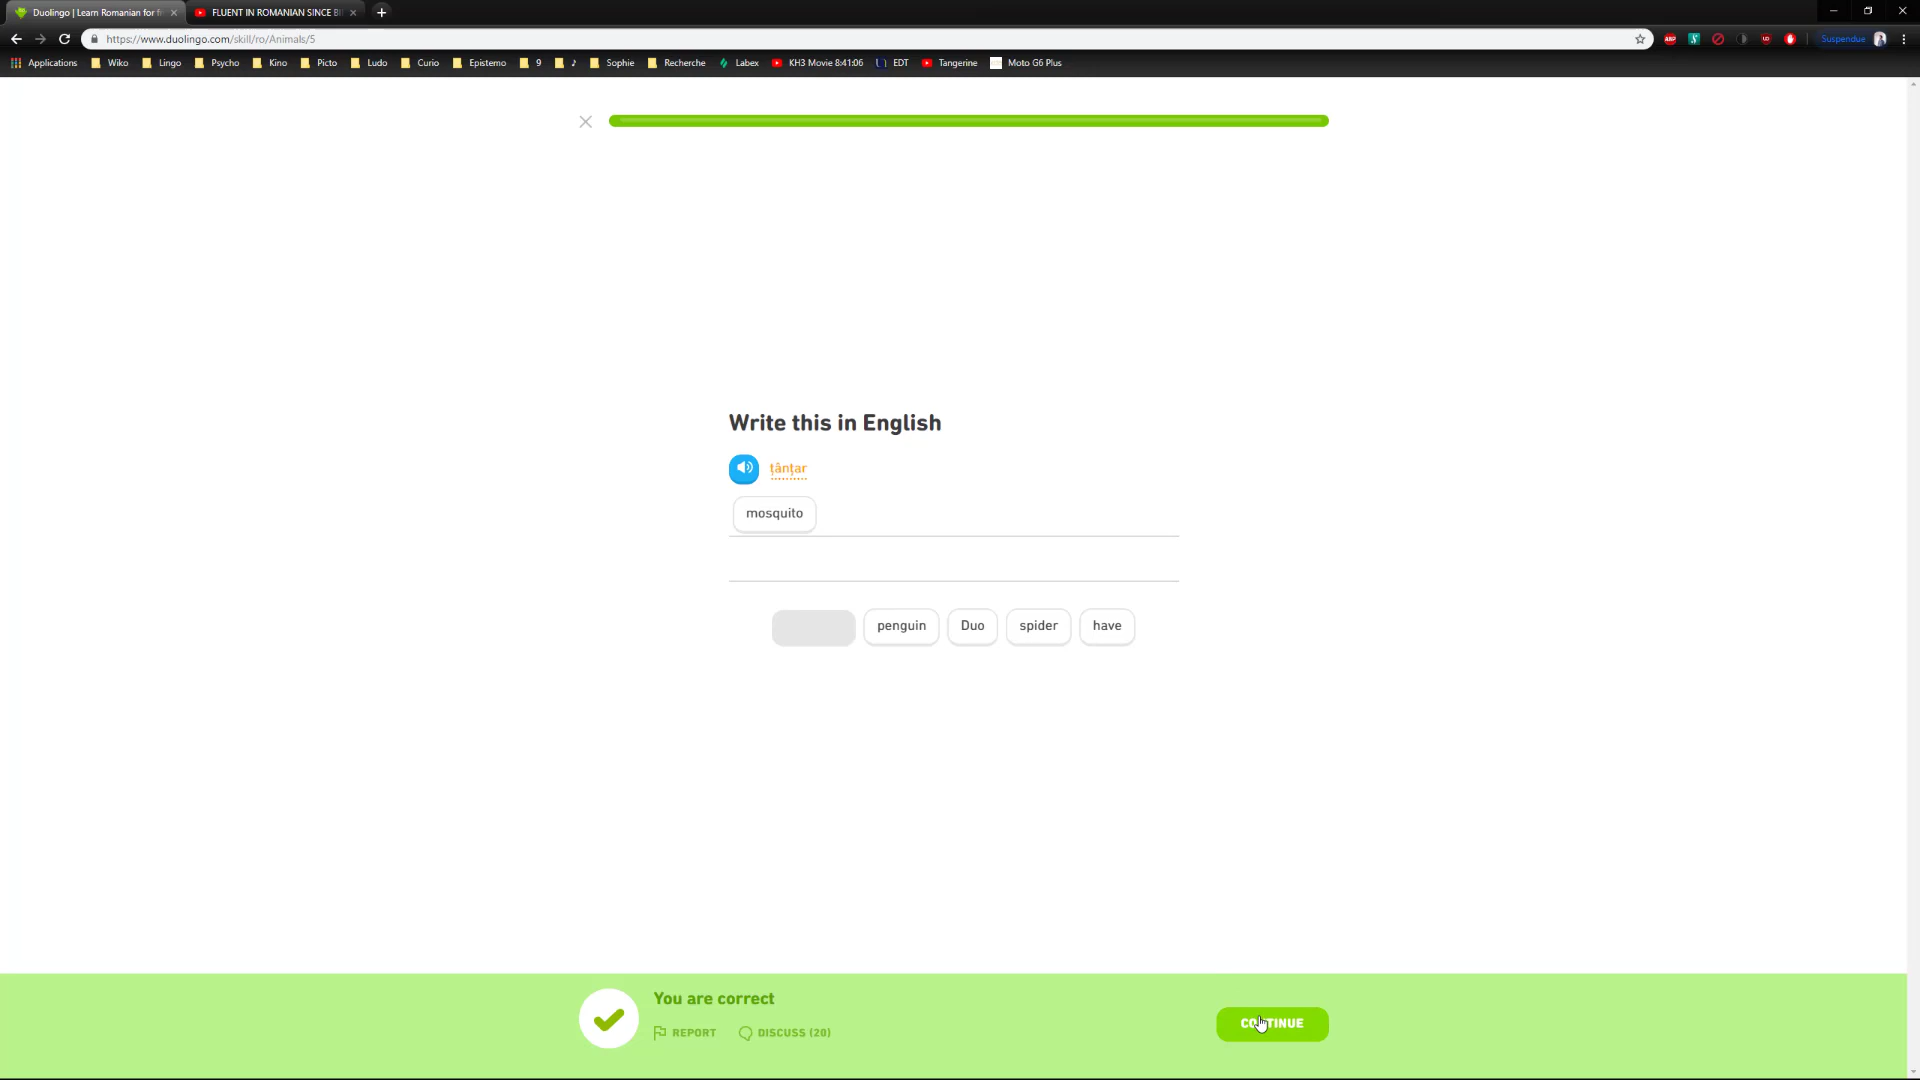 Duolingo | Learn Romanian for f
FLUENT IN ROMANIAN SINCE BI
https://www.duolingo.com/skill/ro/Animals/5
Suspendue
Applications Wiko Lingo Psycho Kino Picto Ludo Curio Epistemo 9 ♪ Sophie Recherche Labex KH3 Movie 8:41:06 EDT Tangerine Moto G6 Plus
Write this in English
țânțar
mosquito
penguin Duo spider have
You are correct
REPORT DISCUSS (20)
CONTINUE